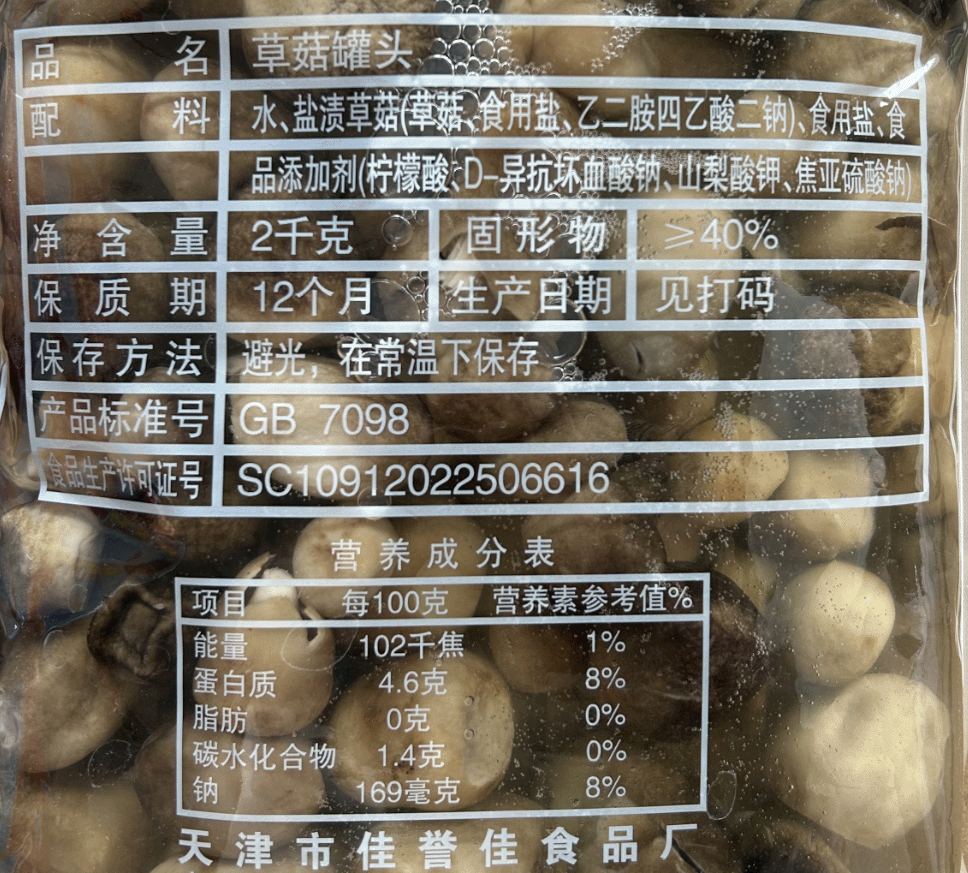 品名 草菇罐头
配料 水、盐渍草菇(草菇、食用盐、乙二胺四乙酸二钠)、食用盐、食
品添加剂(柠檬酸、D-异抗坏血酸钠、山梨酸钾、焦亚硫酸钠)
净含量 2千克 固形物 ≥40%
保质期 12个月 生产日期 见打码
保存方法 避光,在常温下保存
产品标准号 GB 7098
食品生产许可证号 SC10912022506616
营养成分表
项目 每100克 营养素参考值%
能量 102千焦 1%
蛋白质 4.6克 8%
脂肪 0克 0%
碳水化合物 1.4克 0%
钠 169毫克 8%
天津市佳誉佳食品厂